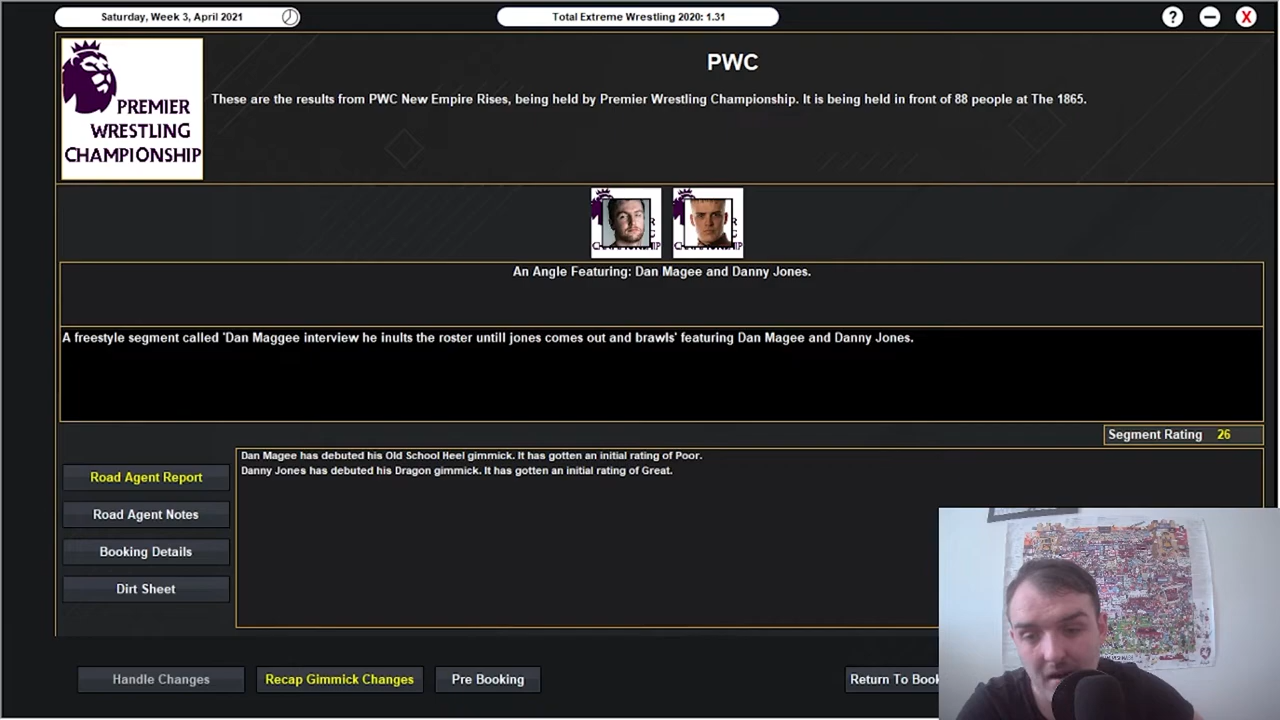 Saturday, Week 3, April 2021
Total Extreme Wrestling 2020: 1.31
?
X
PREMIER
WRESTLING
CHAMPIONSHIP
PWC
These are the results from PWC New Empire Rises, being held by Premier Wrestling Championship. It is being held in front of 88 people at The 1865.
An Angle Featuring: Dan Magee and Danny Jones.
A freestyle segment called 'Dan Maggee interview he inults the roster untill jones comes out and brawls' featuring Dan Magee and Danny Jones.
Segment Rating 26
Road Agent Report
Dan Magee has debuted his Old School Heel gimmick. It has gotten an initial rating of Poor.
Danny Jones has debuted his Dragon gimmick. It has gotten an initial rating of Great.
Road Agent Notes
Booking Details
Dirt Sheet
Handle Changes
Recap Gimmick Changes
Pre Booking
Return To Book